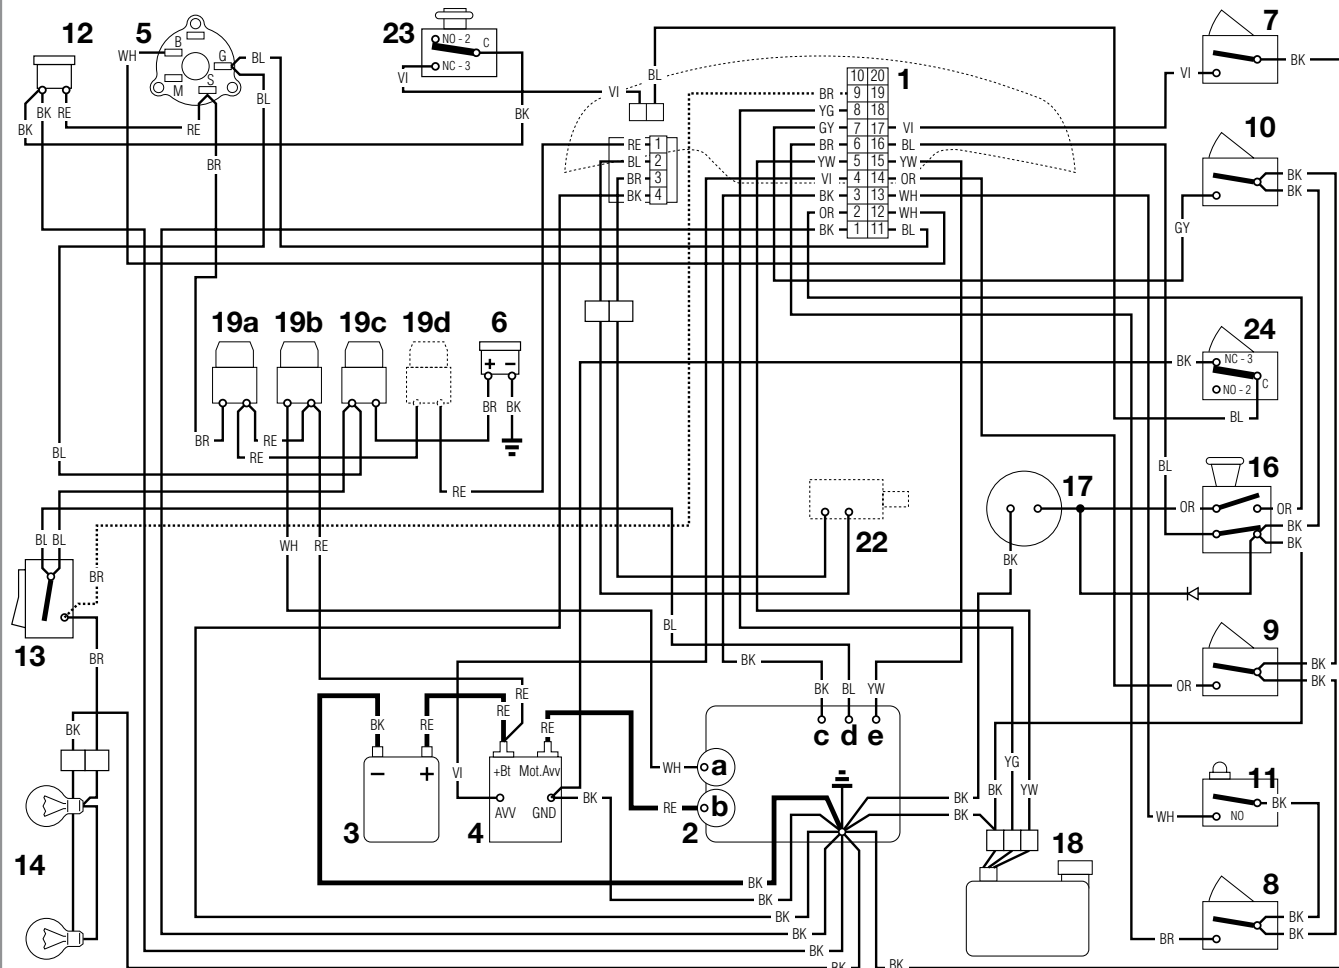 12 5 23 1 7
B G S M
WH BL BL RE BR
NO - 2 C
NC - 3
VI BK
VI BL
BK BK RE
RE 1
BL 2
BR 3
BK 4
10 20
BR 9 19
YG 8 18
GY 7 17 VI
BR 6 16 BL
YW 5 15 YW
VI 4 14 OR
BK 3 13 WH
OR 2 12 WH
BK 1 11 BL
VI BK
10
BK
BK
GY
19a 19b 19c 19d 6
+ −
BR BK
BR RE
RE
RE
BL
24
BK NC - 3
C
NO - 2
BL
BL
16
OR OR
BK
BK
17
BK
22
WH RE
BL BL
BR
13
BR
BL
9
BK
BK
OR
BK
BK BL YW
c d e
RE
BK RE RE RE
− +
3
+Bt Mot.Avv
AVV GND
4
VI
BK
WH a
RE b
2
BK
BK
BK YG YW
18
11
BK
WH NO
8
BK
BK
BR
BK
14
BK
BK
BK
BK
BK
BK BK